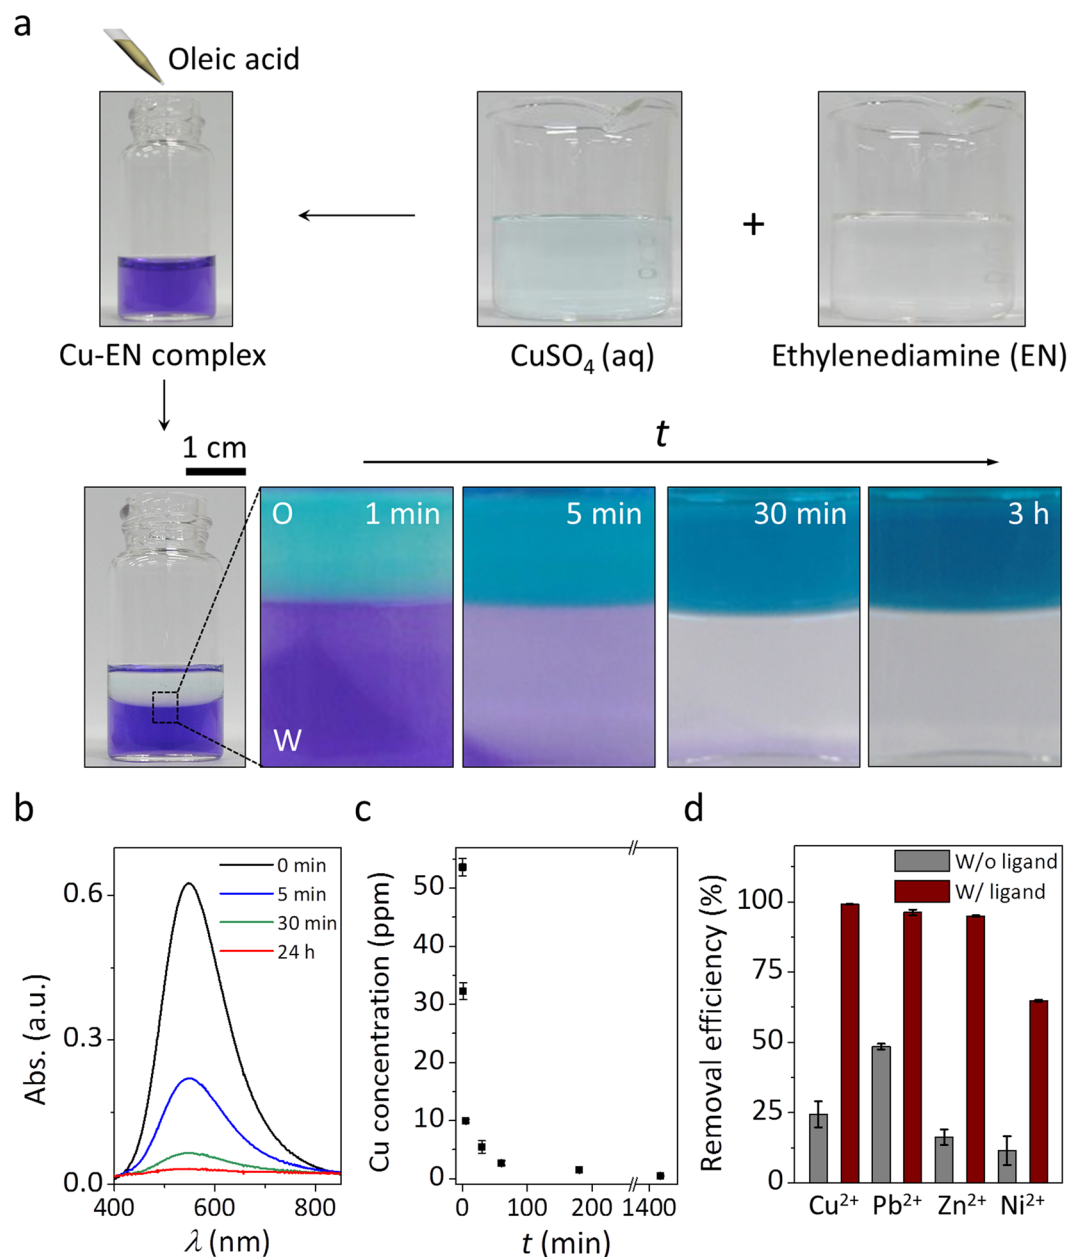 a
Oleic acid
+
Cu-EN complex
CuSO₄ (aq)
Ethylenediamine (EN)
1 cm
t
O
1 min
5 min
30 min
3 h
W
b
Abs. (a.u.)
0.6
0.3
0.0
400
600
800
λ (nm)
0 min
5 min
30 min
24 h
c
Cu concentration (ppm)
50
40
30
20
10
0
0
100
200
1400
t (min)
d
Removal efficiency (%)
100
75
50
25
0
W/o ligand
W/ ligand
Cu²⁺
Pb²⁺
Zn²⁺
Ni²⁺